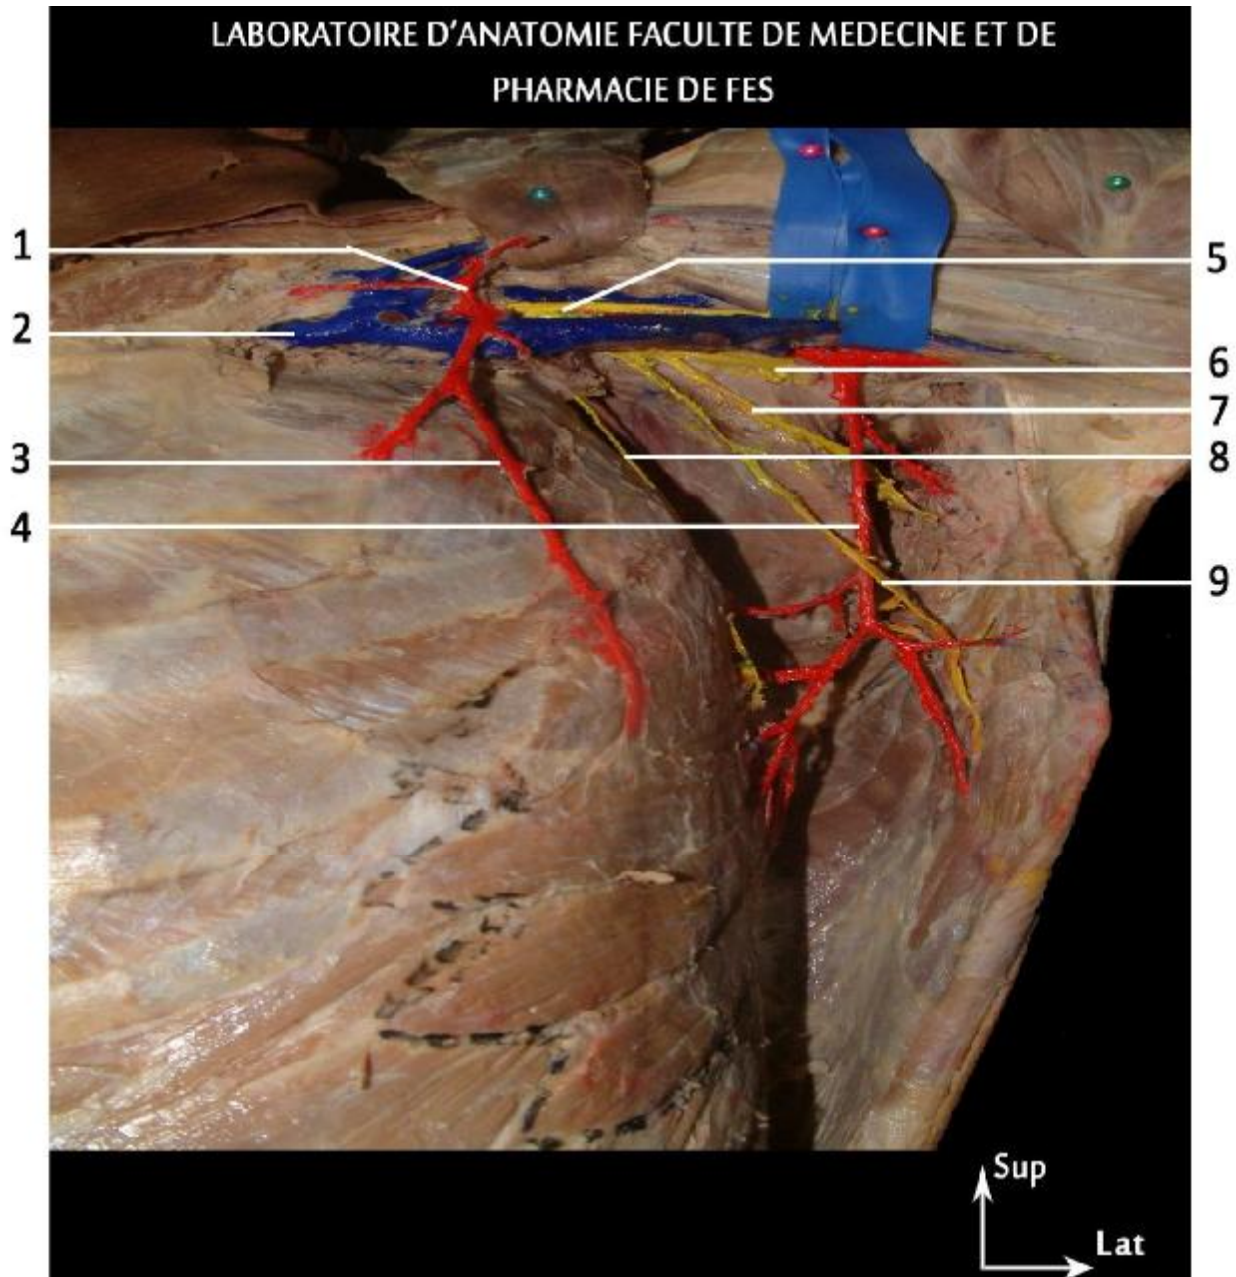 LABORATOIRE D'ANATOMIE FACULTE DE MEDECINE ET DE
PHARMACIE DE FES
1
5
2
6
7
3
8
4
9
Sup
Lat